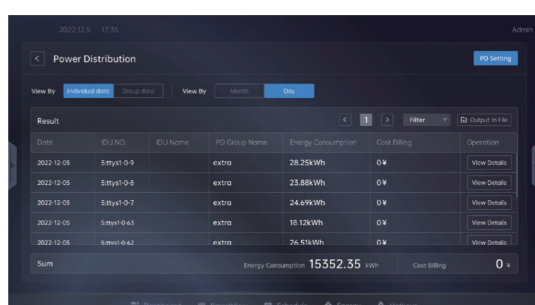 2022.12.5 17:55 Admin
< Power Distribution PD Setting
View By Individual data Group data View By Month Day
Result < 1 > Filter Output in File
Date IDU NO. IDU Name PD Group Name Energy Consumption Cost Billing Operation
2022-12-05 5:ttys1-0-9 extra 28.25kWh 0¥ View Details
2022-12-05 5:ttys1-0-8 extra 23.88kWh 0¥ View Details
2022-12-05 5:ttys1-0-7 extra 24.69kWh 0¥ View Details
2022-12-05 5:ttys1-0-63 extra 18.12kWh 0¥ View Details
2022-12-05 5:ttys1-0-62 extra 26.51kWh 0¥ View Details
Sum Energy Consumption 15352.35 kWh Cost Billing 0 ¥